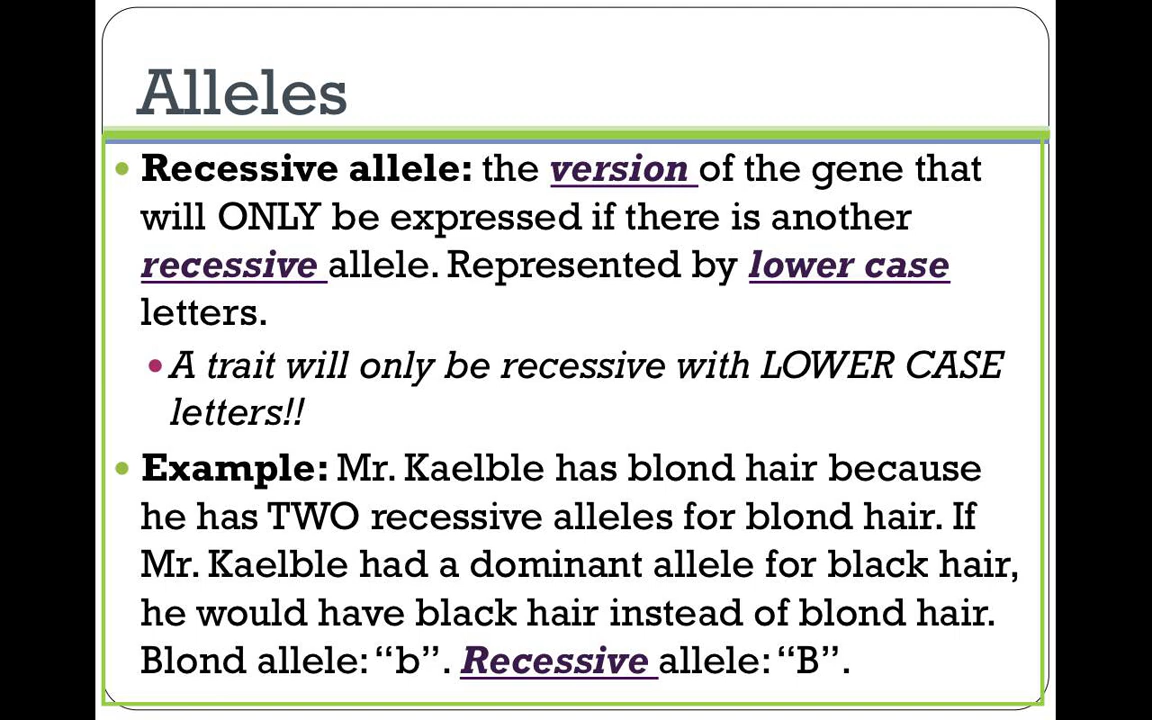 Alleles
• Recessive allele: the version of the gene that
will ONLY be expressed if there is another
recessive allele. Represented by lower case
letters.
• A trait will only be recessive with LOWER CASE
letters!!
• Example: Mr. Kaelble has blond hair because
he has TWO recessive alleles for blond hair. If
Mr. Kaelble had a dominant allele for black hair,
he would have black hair instead of blond hair.
Blond allele: “b”. Recessive allele: “B”.